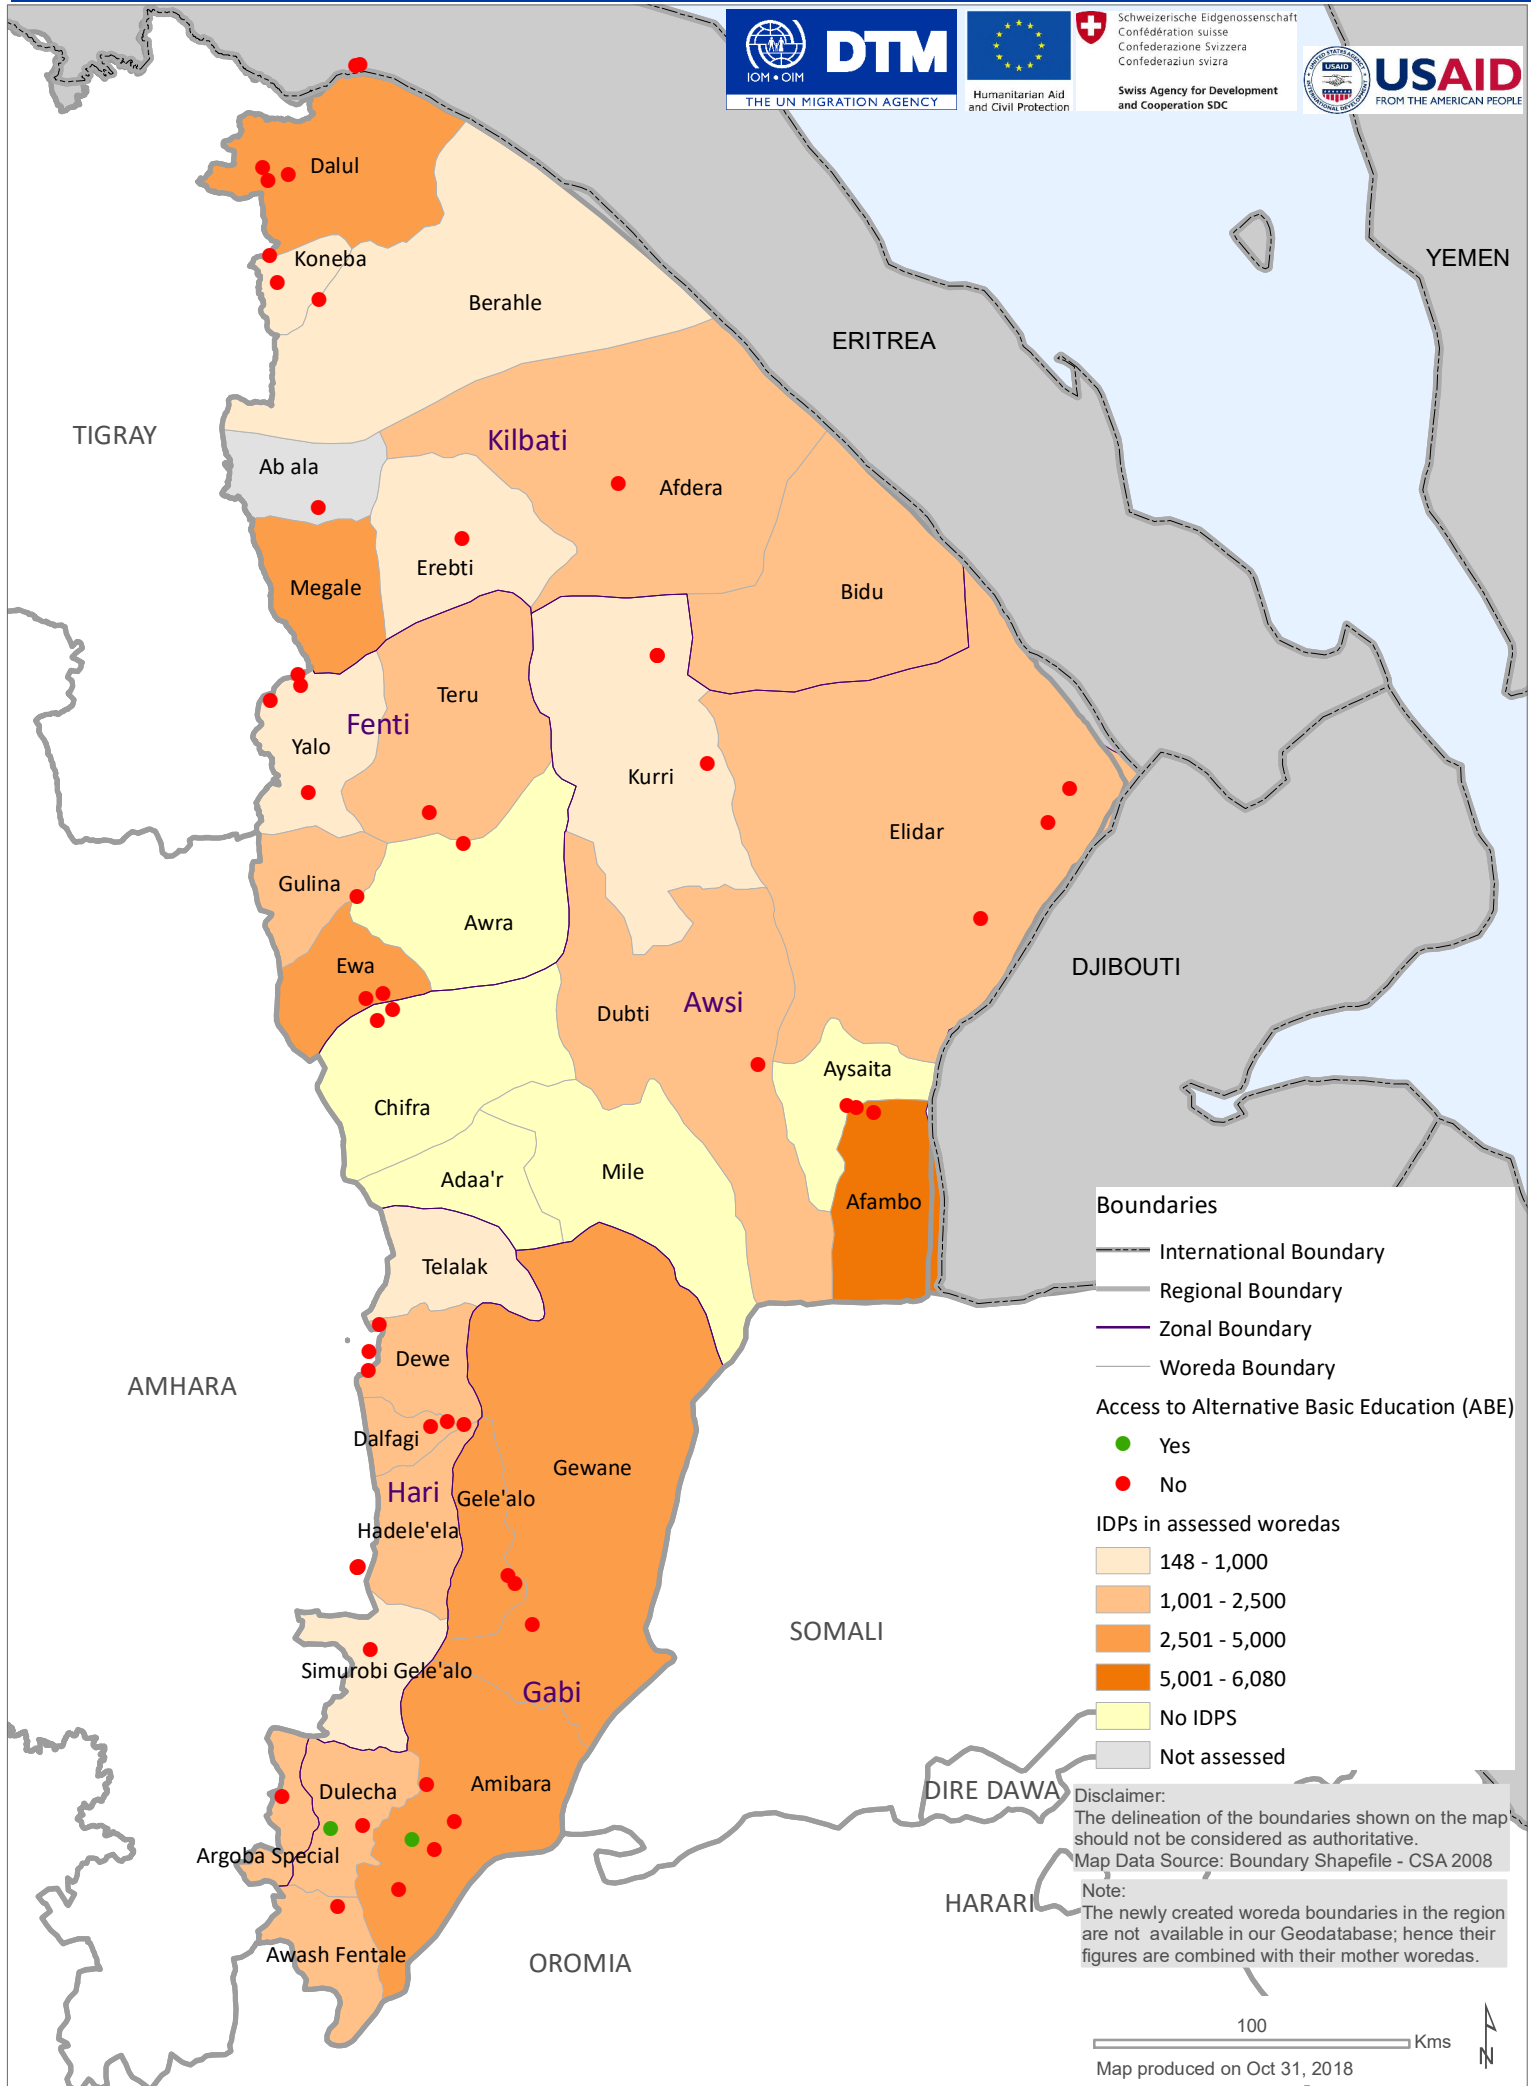 IOM • OIM
DTM
THE UN MIGRATION AGENCY
Humanitarian Aid
and Civil Protection
Schweizerische Eidgenossenschaft
Confédération suisse
Confederazione Svizzera
Confederaziun svizra
Swiss Agency for Development
and Cooperation SDC
UNITED STATES AGENCY
INTERNATIONAL DEVELOPMENT
USAID
USAID
FROM THE AMERICAN PEOPLE
Dalul
Koneba
YEMEN
Berahle
ERITREA
TIGRAY
Kilbati
Ab ala
Afdera
Erebti
Megale
Bidu
Teru
Fenti
Yalo
Kurri
Elidar
Gulina
Awra
Ewa
DJIBOUTI
Dubti
Awsi
Aysaita
Chifra
Adaa'r
Mile
Afambo
Telalak
Dewe
AMHARA
Dalfagi
Gewane
Hari
Gele'alo
Hadele'ela
SOMALI
Simurobi Gele'alo
Gabi
Dulecha
Amibara
DIRE DAWA
Argoba Special
HARARI
Awash Fentale
OROMIA
Boundaries
International Boundary
Regional Boundary
Zonal Boundary
Woreda Boundary
Access to Alternative Basic Education (ABE)
Yes
No
IDPs in assessed woredas
148 - 1,000
1,001 - 2,500
2,501 - 5,000
5,001 - 6,080
No IDPS
Not assessed
Disclaimer:
The delineation of the boundaries shown on the map
should not be considered as authoritative.
Map Data Source: Boundary Shapefile - CSA 2008
Note:
The newly created woreda boundaries in the region
are not available in our Geodatabase; hence their
figures are combined with their mother woredas.
100
Kms
N
Map produced on Oct 31, 2018